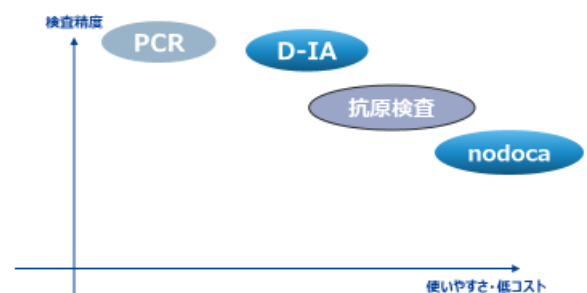 検査精度
PCR
D-IA
抗原検査
nodoca
使いやすさ・低コスト